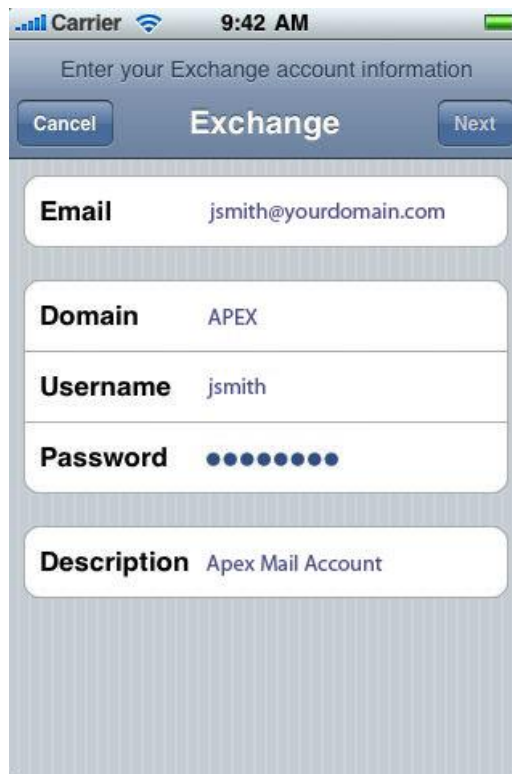 Carrier 9:42 AM
Enter your Exchange account information
Cancel Exchange Next
Email jsmith@yourdomain.com
Domain APEX
Username jsmith
Password ●●●●●●●●
Description Apex Mail Account